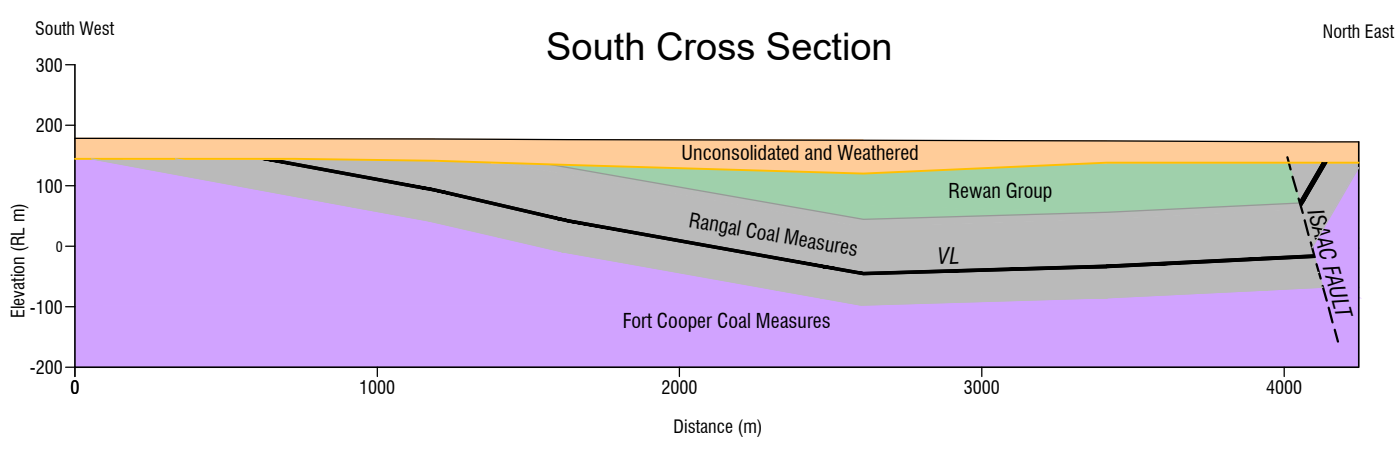 South West
North East
South Cross Section
300
200
100
0
-100
-200
Elevation (RL m)
Unconsolidated and Weathered
Rewan Group
Rangal Coal Measures
VL
ISAAC FAULT
Fort Cooper Coal Measures
0
1000
2000
3000
4000
Distance (m)